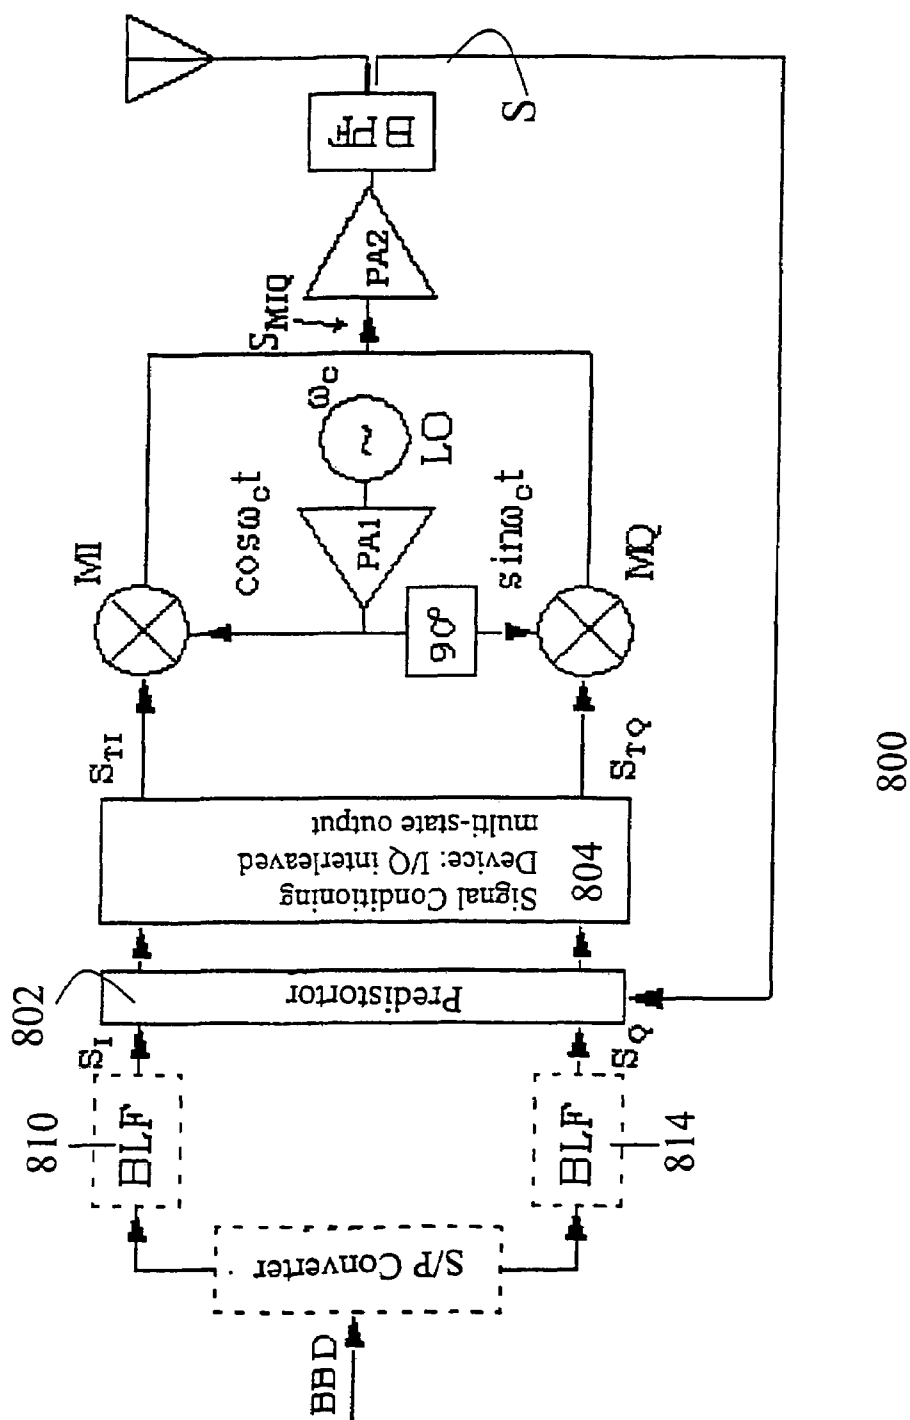 BBD
S/P Converter
810
BLF
BLF
814
S_I
S_Q
802
Predistortor
Signal Conditioning
Device: I/Q interleaved
multi-state output
804
S_TI
S_TQ
MI
MQ
cosω_ct
sinω_ct
90°
PA1
ω_c
~
LO
S_MIQ
PA2
BPF
S
800